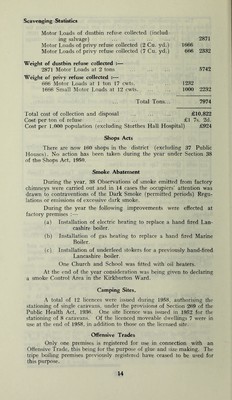 Scavenging Statistics
Motor Loads of dustbin refuse collected (including salvage) ... 2871
Motor Loads of privy refuse collected (2 Cu. yd.) 1666
Motor Loads of privy refuse collected (7 Cu. yd.) 666 2332
Weight of dustbin refuse collected :—
2871 Motor Loads at 2 tons 5742
Weight of privy refuse collected :—
666 Motor Loads at 1 ton 17 cwts. 1232
1666 Small Motor Loads at 12 cwts. 1000 2232
Total Tons... 7974
Total cost of collection and disposal £10,822
Cost per ton of refuse £1 7s. 2d.
Cost per 1,000 population (excluding Storthes Hall Hospital) £924
Shops Acts
There are now 160 shops in the district (excluding 37 Public
Houses). No action has been taken during the year under Section 38
of the Shops Act, 1950.
Smoke Abatement
During the year, 38 Observations of smoke emitted from factory
chimneys were carried out and in 14 cases the occupiers' attention was
drawn to contraventions of the Dark Smoke (permitted periods) Regulations
or emissions of excessive dark smoke.
During the year the following improvements were effected at
factory premises :—
(a) Installation of electric heating to replace a hand fired Lancashire
boiler.
(b) Installation of gas heating to replace a hand fired Marine
Boiler.
(c) Installation of underfeed stokers for a previously hand-fired
Lancashire boiler.
One Church and School was fitted with oil heaters.
At the end of the year consideration was being given to declaring
a smoke Control Area in the Kirkburton Ward.
Camping Sites.
A total of 12 licences were issued during 1958, authorising the
stationing of single caravans, under the provisions of Section 269 of the
Public Health Act, 1936. One site licence was issued in 1952 for the
stationing of 8 caravans. Of the licenced moveable dwellings 7 were in
use at the end of 1958, in addition to those on the licensed site.
Offensive Trades
Only one premises is registered for use in connection with an
Offensive Trade, this being for the purpose of glue and size making. The
tripe boiling premises previously registered have ceased to be used for
this purpose.
14